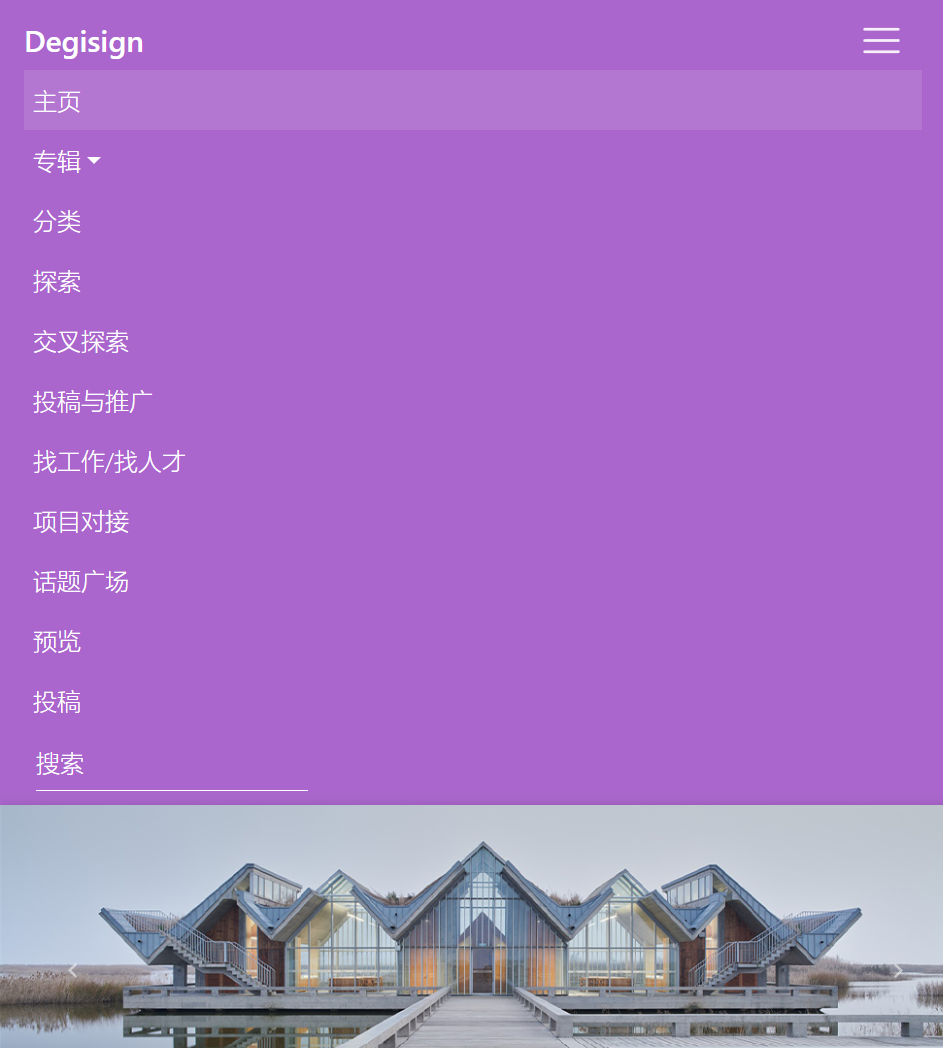 Degisign
主页
专辑
分类
探索
交叉探索
投稿与推广
找工作/找人才
项目对接
话题广场
预览
投稿
搜索